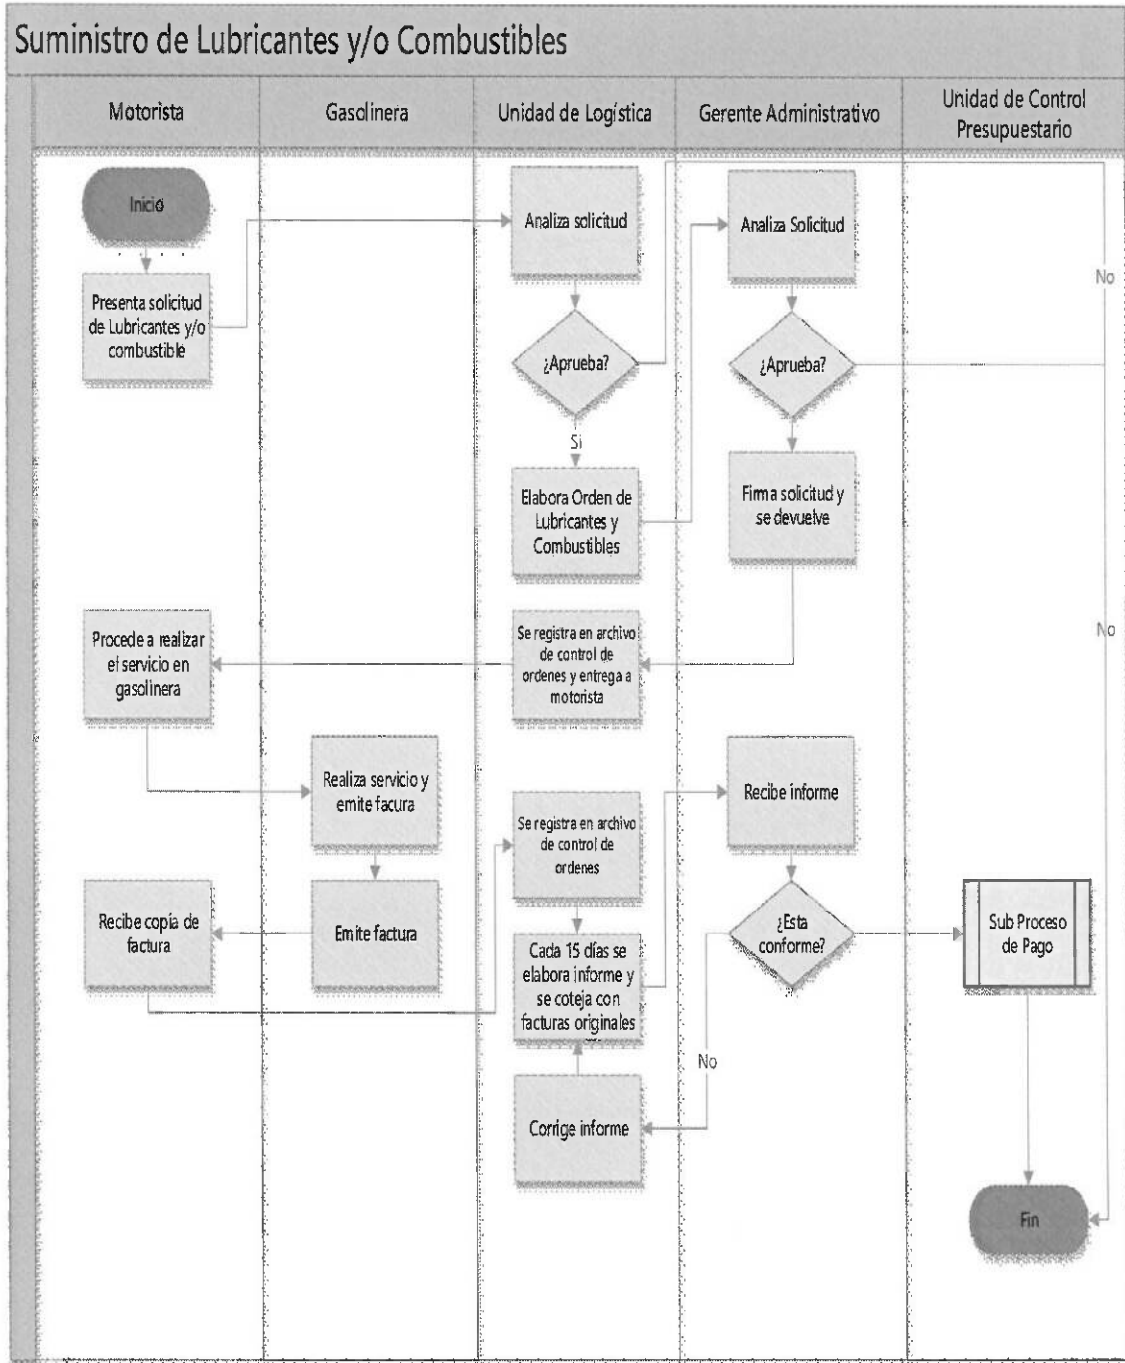 Suministro de Lubricantes y/o Combustibles
Motorista
Gasolinera
Unidad de Logística
Gerente Administrativo
Unidad de Control
Presupuestario
Inicio
Presenta solicitud
de Lubricantes y/o
combustible
Analiza solicitud
Analiza Solicitud
No
¿Aprueba?
¿Aprueba?
Si
Elabora Orden de
Lubricantes y
Combustibles
Firma solicitud y
se devuelve
No
Se registra en archivo
de control de
ordenes y entrega a
motorista
Procede a realizar
el servicio en
gasolinera
Realiza servicio y
emite factura
Emite factura
Recibe copia de
factura
Se registra en archivo
de control de
ordenes
Cada 15 días se
elabora informe y
se coteja con
facturas originales
Recibe informe
¿Esta
conforme?
Sub Proceso
de Pago
No
Corrige informe
Fin